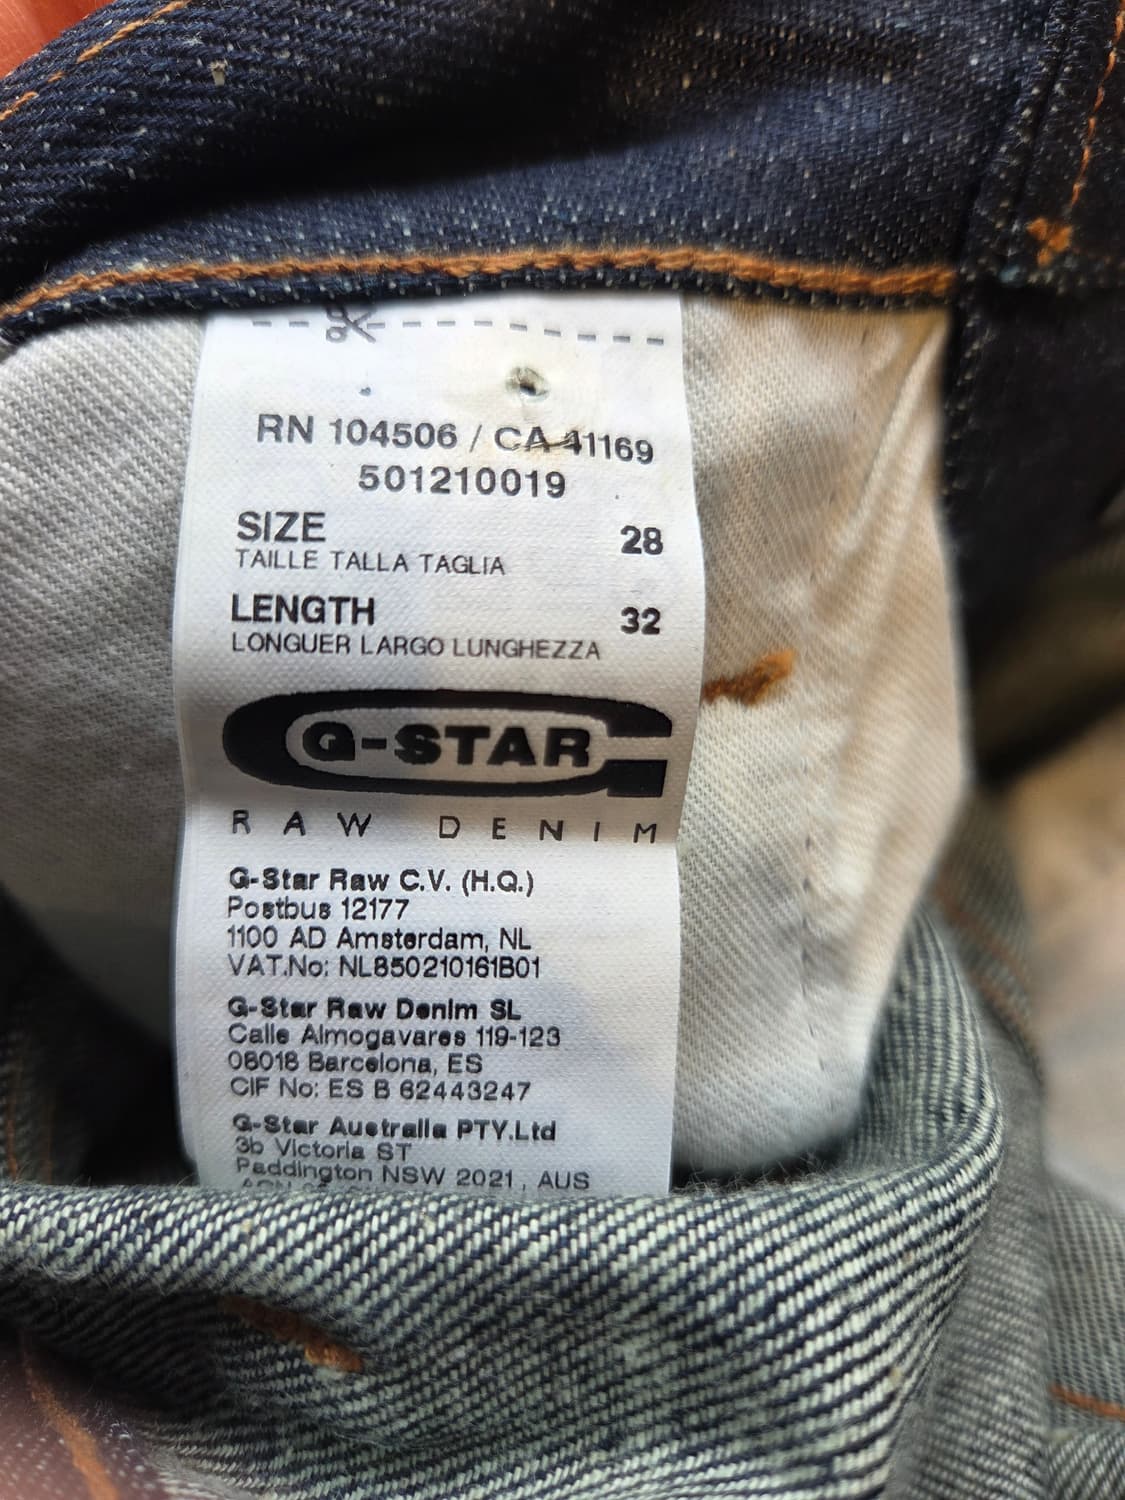 RN 104506 / CA 41169
501210019
SIZE 28
TAILLE TALLA TAGLIA
LENGTH 32
LONGUER LARGO LUNGHEZZA
G-STAR
RAW DENIM
G-Star Raw C.V. (H.Q.)
Postbus 12177
1100 AD Amsterdam, NL
VAT.No: NL850210161B01
G-Star Raw Denim SL
Calle Almogavares 119-123
08018 Barcelona, ES
CIF No: ES B 62443247
G-Star Australia PTY.Ltd
3b Victoria ST
Paddington NSW 2021, AUS